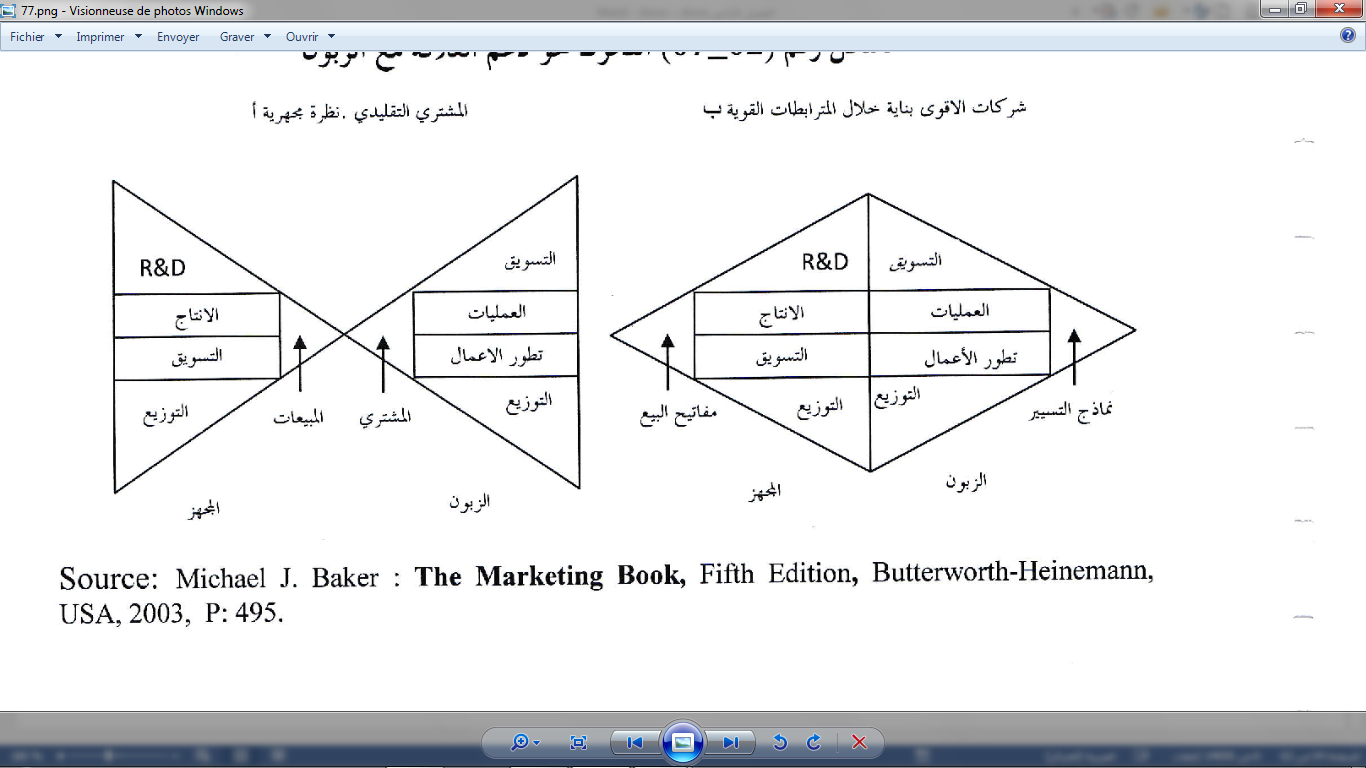 77.png - Visionneuse de photos Windows
Fichier Imprimer Envoyer Graver Ouvrir
المشتري التقليدي .نظرة مجهرية أ
شركات الاقوى بناية خلال المترابطات القوية ب
R&D
الانتاج
التسويق
التوزيع
المبيعات
المجهز
التسويق
العمليات
تطور الاعمال
التوزيع
المشتري
الزبون
R&D
الانتاج
التسويق
التوزيع
مفاتيح البيع
المجهز
التسويق
العمليات
تطور الأعمال
التوزيع
نماذج التسيير
الزبون
Source: Michael J. Baker : The Marketing Book, Fifth Edition, Butterworth-Heinemann,
USA, 2003, P: 495.